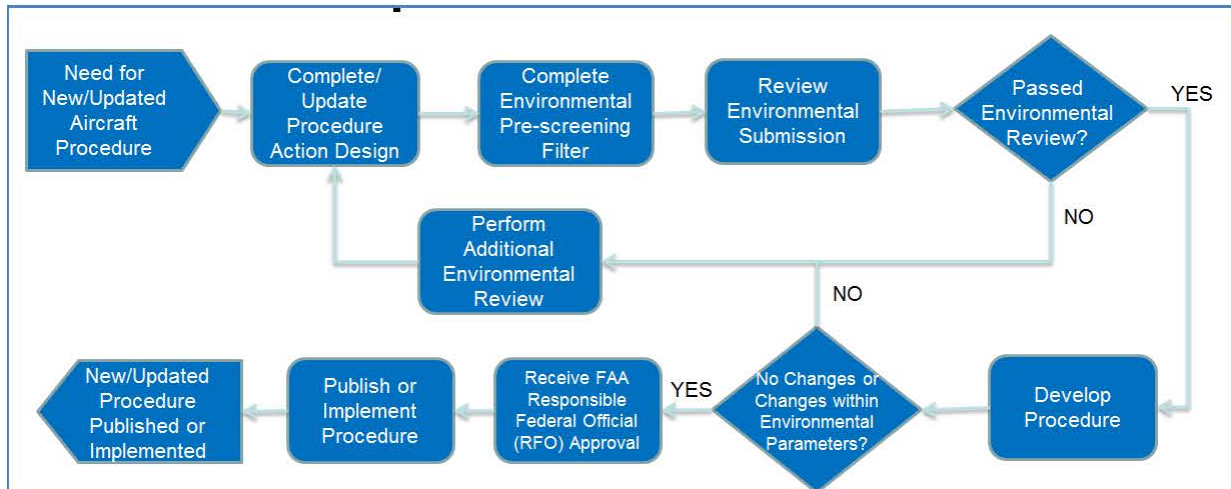 Need for
New/Updated
Aircraft
Procedure
Complete/
Update
Procedure
Action Design
Complete
Environmental
Pre-screening
Filter
Review
Environmental
Submission
Passed
Environmental
Review?
YES
NO
Perform
Additional
Environmental
Review
NO
New/Updated
Procedure
Published or
Implemented
Publish or
Implement
Procedure
Receive FAA
Responsible
Federal Official
(RFO) Approval
YES
No Changes or
Changes within
Environmental
Parameters?
Develop
Procedure